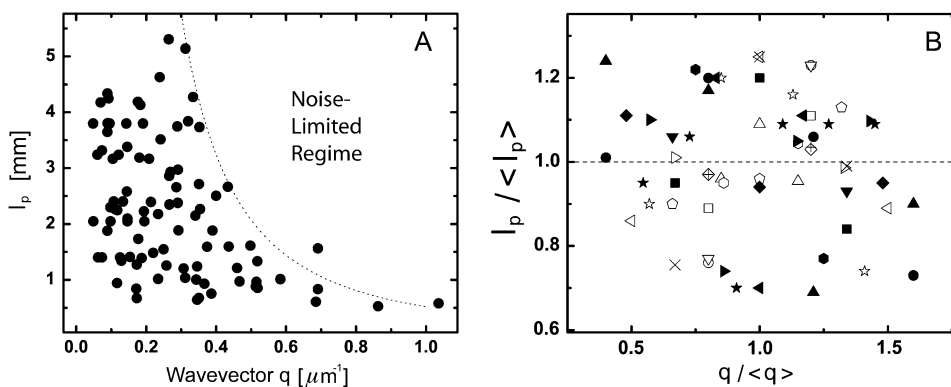 A
5
4
3
2
1
l_p [mm]
Noise-
Limited
Regime
0.0 0.2 0.4 0.6 0.8 1.0
Wavevector q [μm⁻¹]
B
1.2
1.0
0.8
0.6
l_p / <l_p>
0.5 1.0 1.5
q / <q>